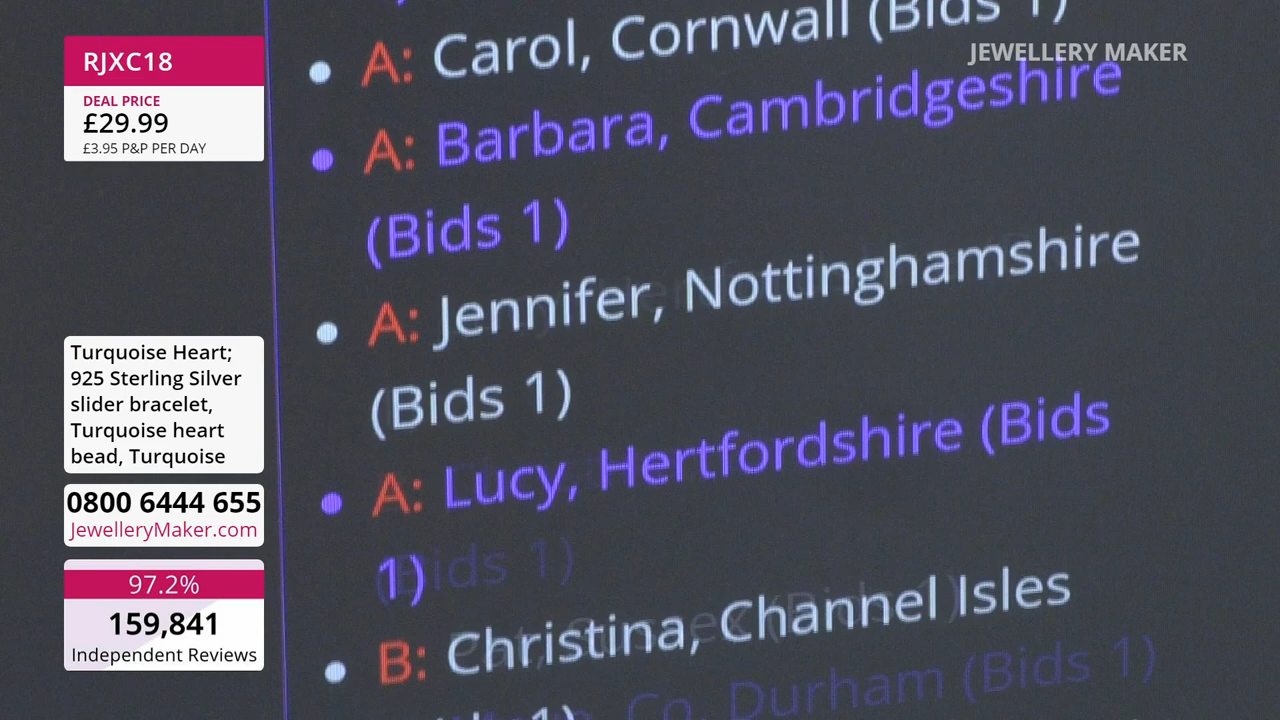 RJXC18
DEAL PRICE
£29.99
£3.95 P&P PER DAY
Turquoise Heart;
925 Sterling Silver
slider bracelet,
Turquoise heart
bead, Turquoise
0800 6444 655
JewelleryMaker.com
97.2%
159,841
Independent Reviews
JEWELLERY MAKER
A: Carol, Cornwall (Bids 1)
A: Barbara, Cambridgeshire
(Bids 1)
A: Jennifer, Nottinghamshire
(Bids 1)
A: Lucy, Hertfordshire (Bids
1)
(Bids 1)
B: Christina, Channel Isles
Co. Durham (Bids 1)